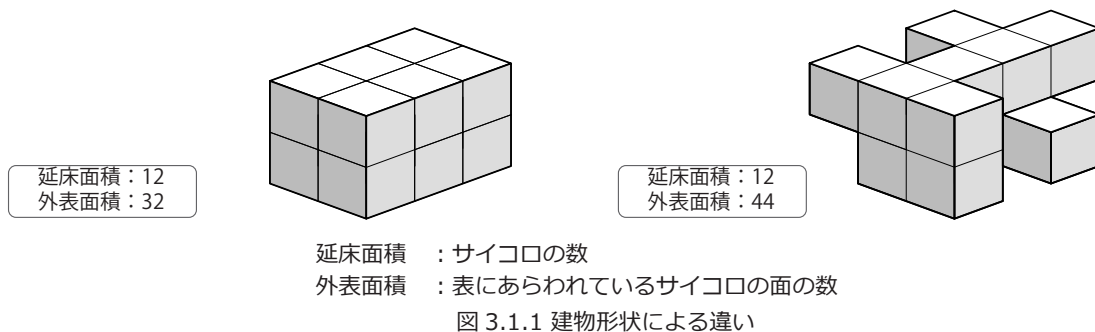 延床面積：12
外表面積：32
延床面積：12
外表面積：44
延床面積　：サイコロの数
外表面積　：表にあらわれているサイコロの面の数
図 3.1.1 建物形状による違い